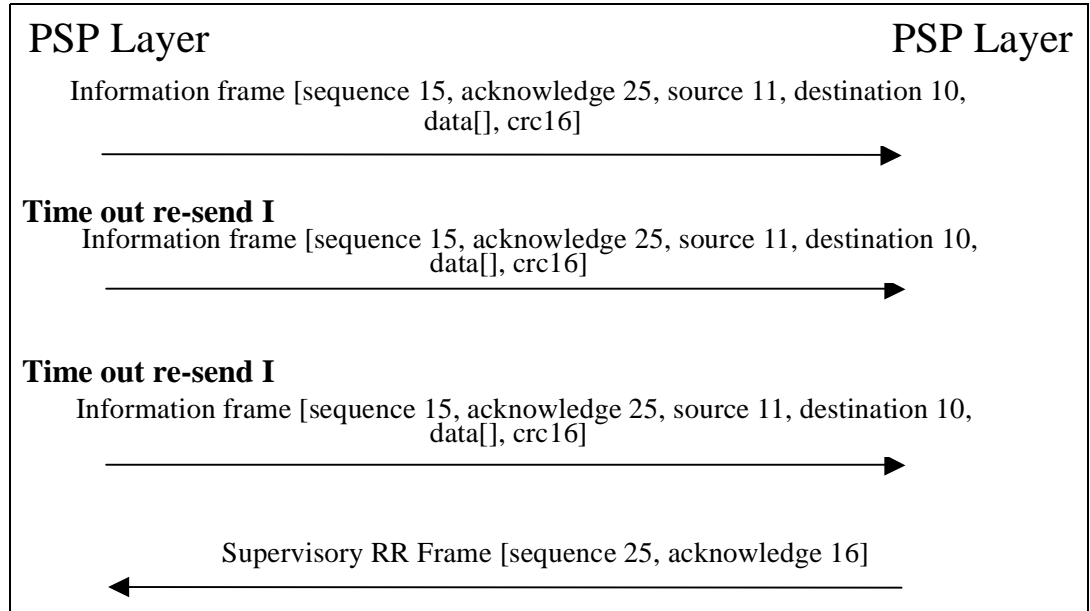 PSP Layer PSP Layer
Information frame [sequence 15, acknowledge 25, source 11, destination 10,
data[], crc16]
Time out re-send I
Information frame [sequence 15, acknowledge 25, source 11, destination 10,
data[], crc16]
Time out re-send I
Information frame [sequence 15, acknowledge 25, source 11, destination 10,
data[], crc16]
Supervisory RR Frame [sequence 25, acknowledge 16]